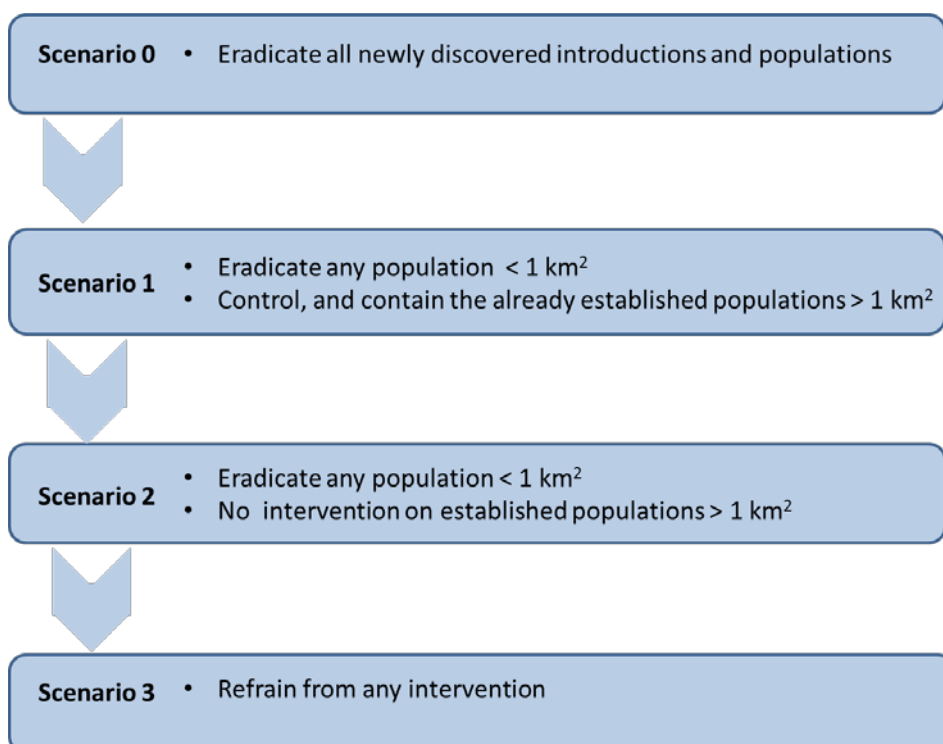 Scenario 0 • Eradicate all newly discovered introductions and populations
Scenario 1 • Eradicate any population < 1 km²
• Control, and contain the already established populations > 1 km²
Scenario 2 • Eradicate any population < 1 km²
• No intervention on established populations > 1 km²
Scenario 3 • Refrain from any intervention